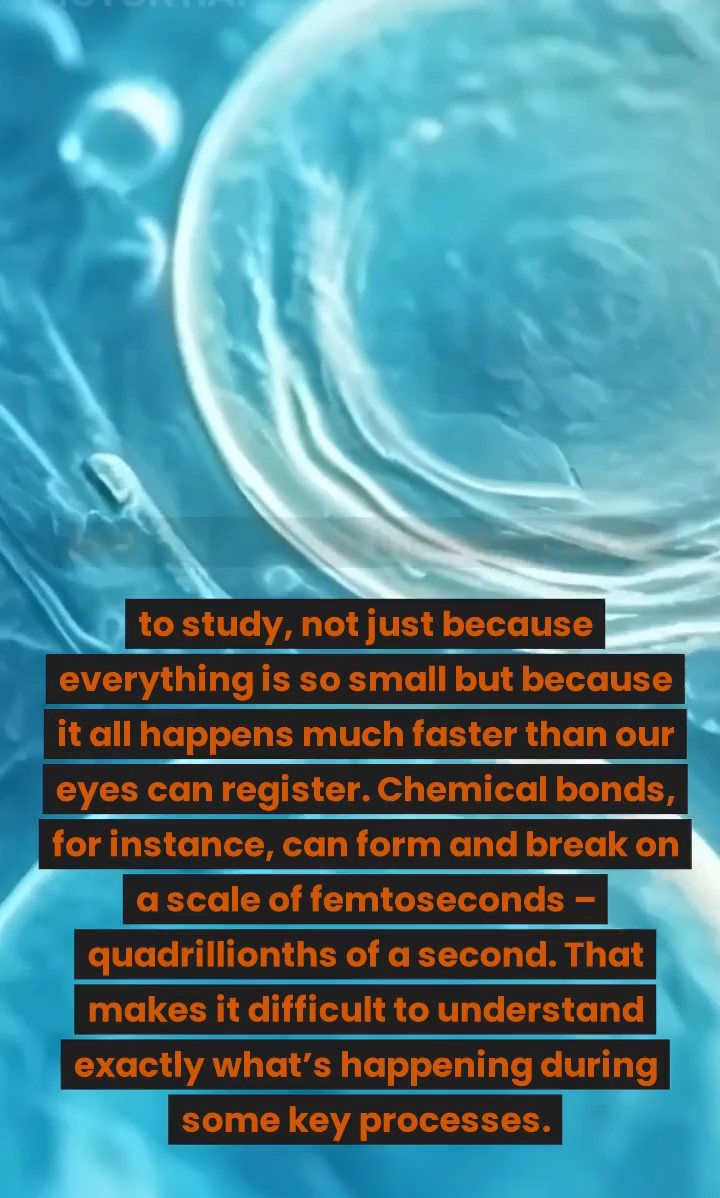 to study, not just because
everything is so small but because
it all happens much faster than our
eyes can register. Chemical bonds,
for instance, can form and break on
a scale of femtoseconds –
quadrillionths of a second. That
makes it difficult to understand
exactly what’s happening during
some key processes.